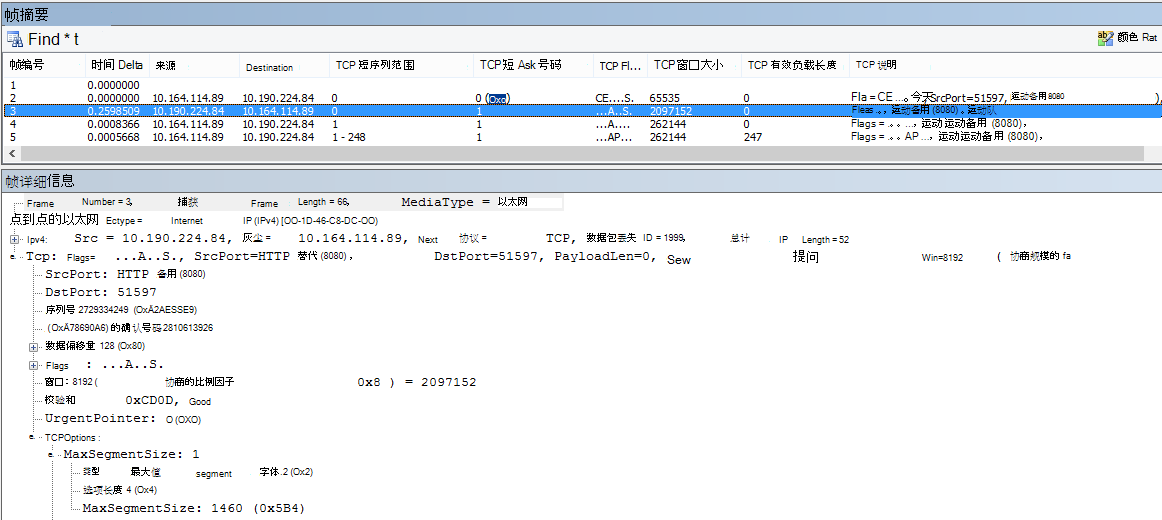 帧摘要
Find * t 颜色 Rat
帧编号 时间 Delta 来源 Destination TCP 短序列范围 TCP短 Ask 号码 TCP Fl... TCP窗口大小 TCP 有效负载长度 TCP 说明
1 0.0000000
2 0.0000000 10.164.114.89 10.190.224.84 0 0 (Oxo) CE....S. 65535 0 Fla = CE ...。今天,SrcPort=51597, 运动备用 8080 ),
3 0.2598509 10.190.224.84 10.164.114.89 0 1 ...A..S. 2097152 0 Fleas 。。, 运动备用 (8080) 。运动队
4 0.0008366 10.164.114.89 10.190.224.84 1 1 ...A.... 262144 0 Flags = 。。...，运动运动备用 (8080),
5 0.0005668 10.164.114.89 10.190.224.84 1 - 248 1 ...AP... 262144 247 Flags = 。。AP ...，运动运动备用 (8080),
帧详细信息
Frame Number = 3, 捕获 Frame Length = 66, MediaType = 以太网
点到点的以太网 Ectype = Internet IP (IPv4) [OO-1D-46-C8-DC-OO)
Ipv4: Src = 10.190.224.84, 灰尘 = 10.164.114.89, Next 协议 = TCP, 数据包丢失 ID = 1999, 总计 IP Length = 52
Tcp: Flags= ...A..S., SrcPort=HTTP 替代 (8080) , DstPort=51597, PayloadLen=0, Sew 提问 Win=8192 ( 协商规模的 fa
SrcPort: HTTP 备用 (8080)
DstPort: 51597
序列号 2729334249 (OxÄ2AESSE9)
(OxÄ78690A6) 的确认号码 2810613926
数据偏移量 128 (Ox80)
Flags : ...A..S.
窗口: 8192 ( 协商的比例因子 0x8 ) = 2097152
校验和 0xCD0D, Good
UrgentPointer: O (OXO)
TCPOptions :
MaxSegmentSize: 1
类型 最大值 segment 字体.2 (Ox2)
选项长度 4 (Ox4)
MaxSegmentSize: 1460 (0x5B4)